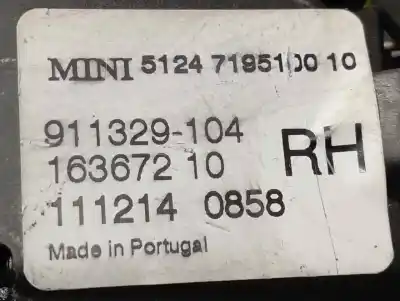 MINI 5124 7195100 10
911329-104
163672 10
RH
111214 0858
Made in Portugal